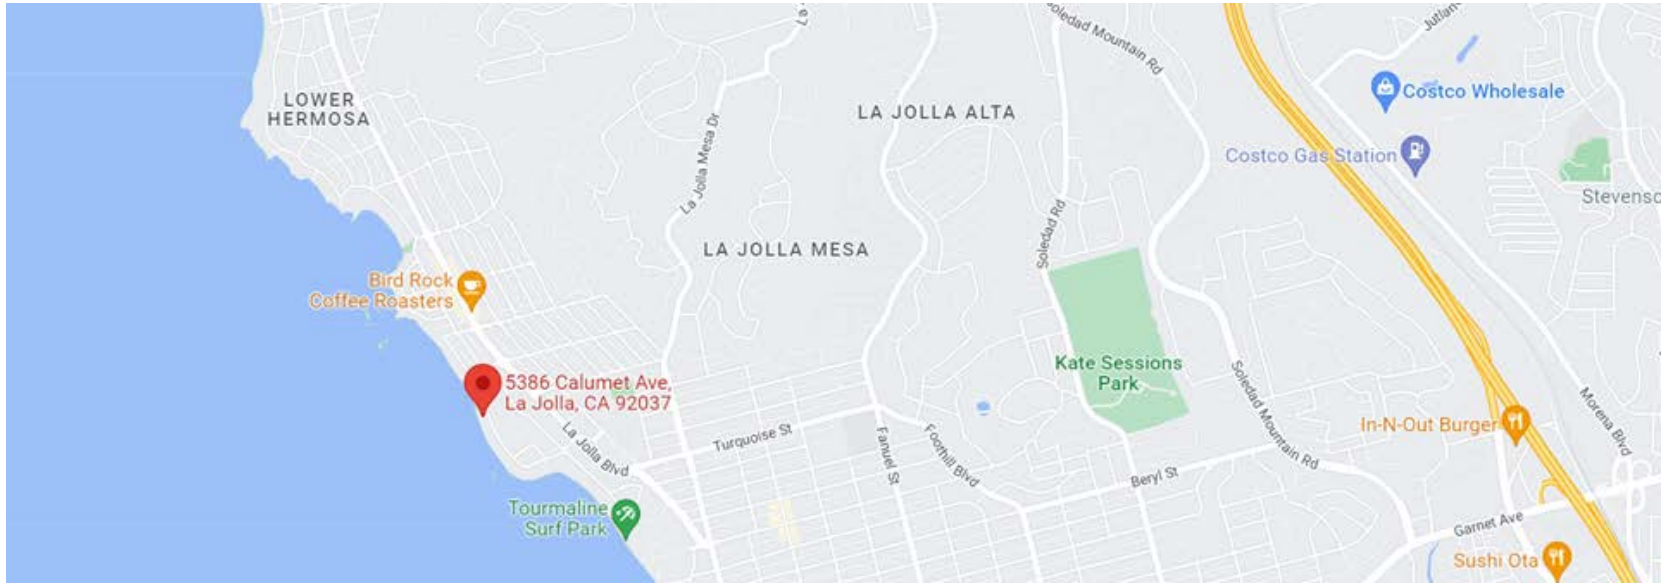 La
Soledad Mountain Rd
Jutlan
LOWER
HERMOSA
La Jolla Mesa Dr
LA JOLLA ALTA
Costco Wholesale
Costco Gas Station
Stevenso
Soledad Rd
LA JOLLA MESA
Bird Rock
Coffee Roasters
5386 Calumet Ave,
La Jolla, CA 92037
Kate Sessions
Park
Soledad Mountain Rd
In-N-Out Burger
Morena Blvd
La Jolla Blvd
Turquoise St
Fanuel St
Foothill Blvd
Beryl St
Tourmaline
Surf Park
Garnet Ave
Sushi Ota